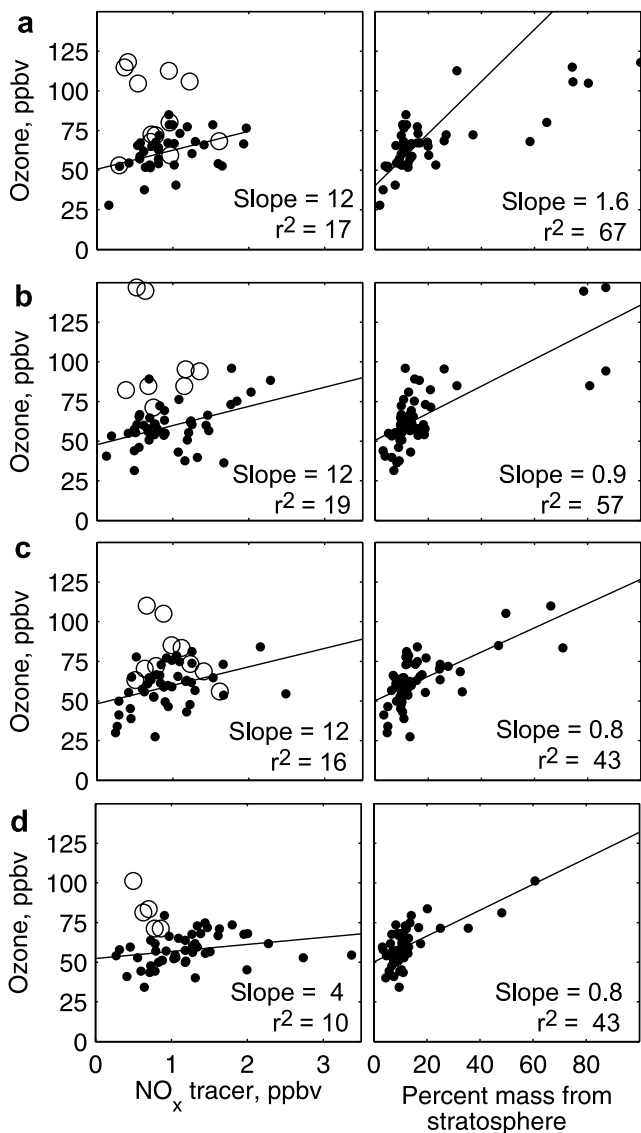 a
Ozone, ppbv
150
125
100
75
50
25
0
Slope = 12
r² = 17
Slope = 1.6
r² = 67
b
Ozone, ppbv
125
100
75
50
25
0
Slope = 12
r² = 19
Slope = 0.9
r² = 57
c
Ozone, ppbv
125
100
75
50
25
0
Slope = 12
r² = 16
Slope = 0.8
r² = 43
d
Ozone, ppbv
125
100
75
50
25
0
Slope = 4
r² = 10
Slope = 0.8
r² = 43
0 1 2 3
0 20 40 60 80
NOₓ tracer, ppbv
Percent mass from
stratosphere